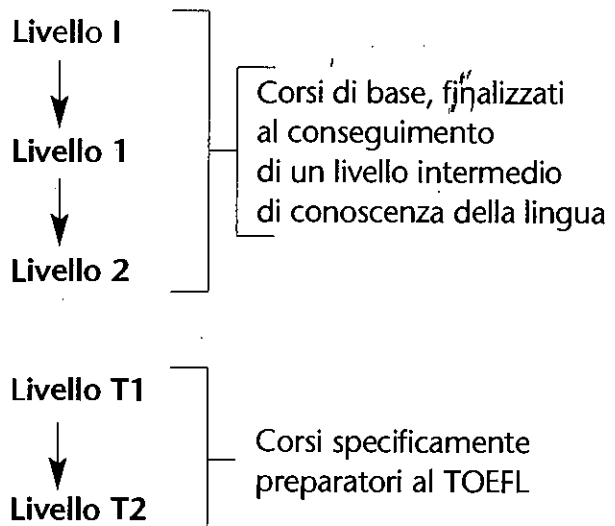 Livello I
Livello 1
Livello 2
Corsi di base, finalizzati
al conseguimento
di un livello intermedio
di conoscenza della lingua
Livello T1
Livello T2
Corsi specificamente
preparatori al TOEFL